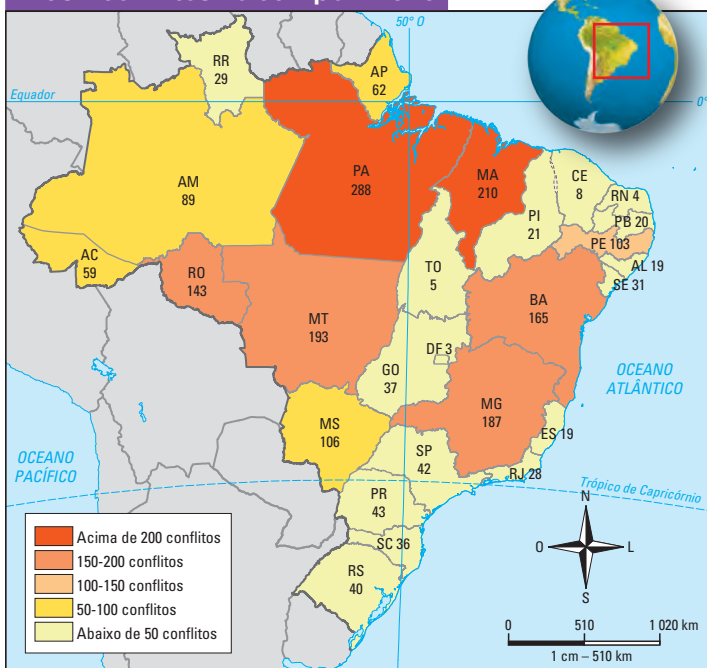 50° O
Equador
0°
RR
29
AP
62
AM
89
PA
288
MA
210
CE
8
RN 4
PB 20
PE 103
AL 19
SE 31
PI
21
AC
59
RO
143
TO
5
BA
165
MT
193
DF 3
GO
37
MG
187
ES 19
MS
106
SP
42
RJ 28
PR
43
SC 36
RS
40
OCEANO
ATLÂNTICO
OCEANO
PACÍFICO
Trópico de Capricórnio
Acima de 200 conflitos
150-200 conflitos
100-150 conflitos
50-100 conflitos
Abaixo de 50 conflitos
N
O
L
S
0 510 1 020 km
1 cm – 510 km